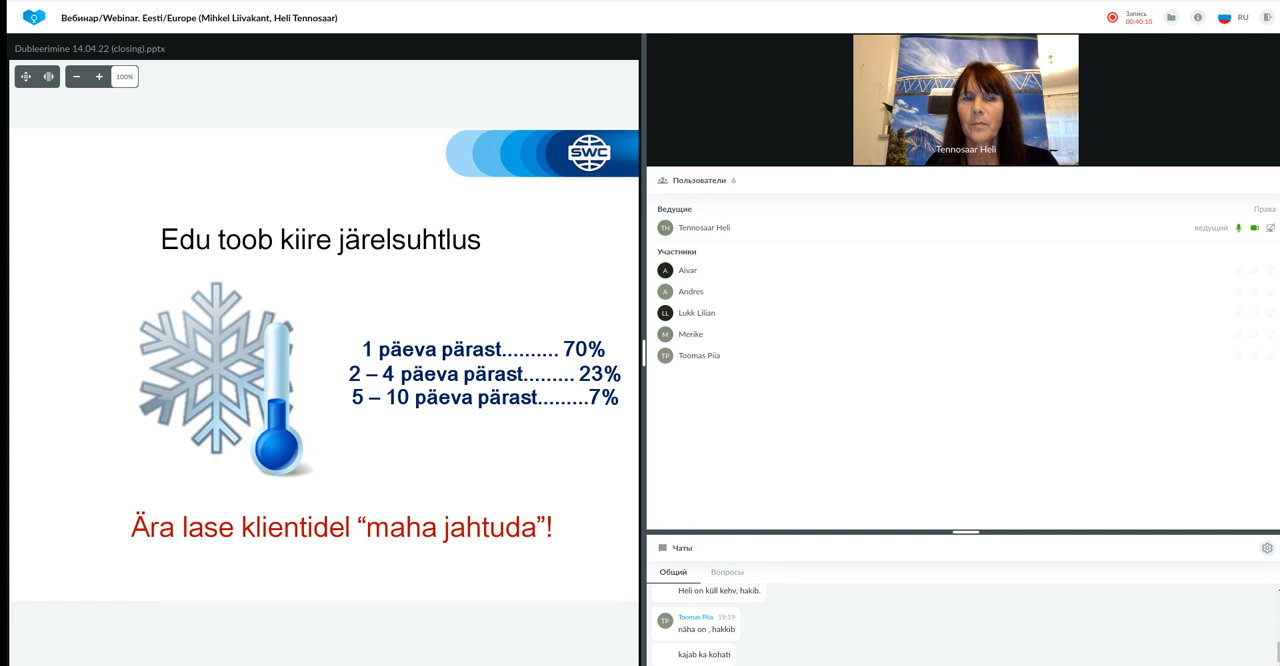 Вебинар/Webinar. Eesti/Europe (Mihkel Liivakant, Heli Tennosaar)
Запись
00:40:10
RU
Dubleerimine 14.04.22 (closing).pptx
100%
SWC
Edu toob kiire järelsuhtlus
1 päeva pärast.......... 70%
2 – 4 päeva pärast......... 23%
5 – 10 päeva pärast.........7%
Ära lase klientidel “maha jahtuda”!
Tennosaar Heli
Пользователи 6
Ведущие Права
TH Tennosaar Heli ведущий
Участники
A Aivar
A Andres
LL Lukk Lilian
M Merike
TP Toomas Piia
Чаты
Общий Вопросы
Heli on küll kehv, hakib.
TP Toomas Piia 19:19
näha on , hakkib
kajab ka kohati